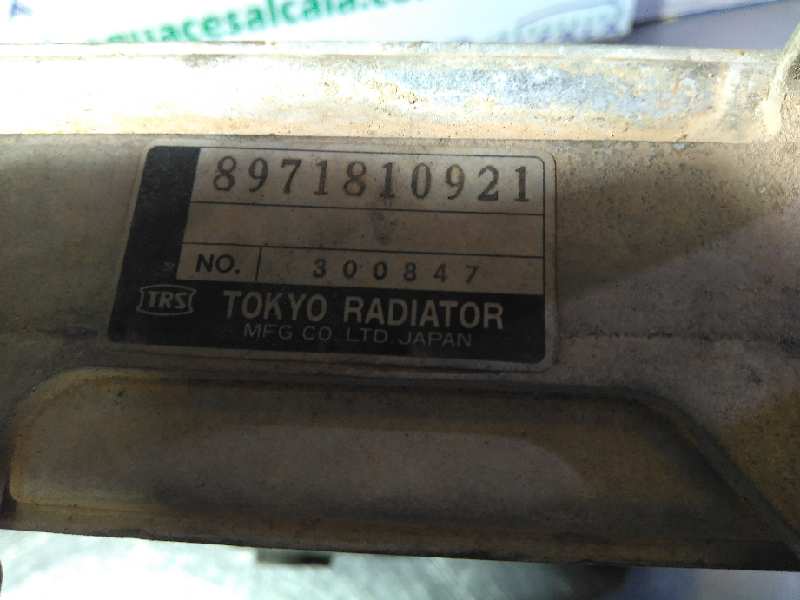 8971810921
NO. 300847
TRS TOKYO RADIATOR
MFG CO. LTD. JAPAN